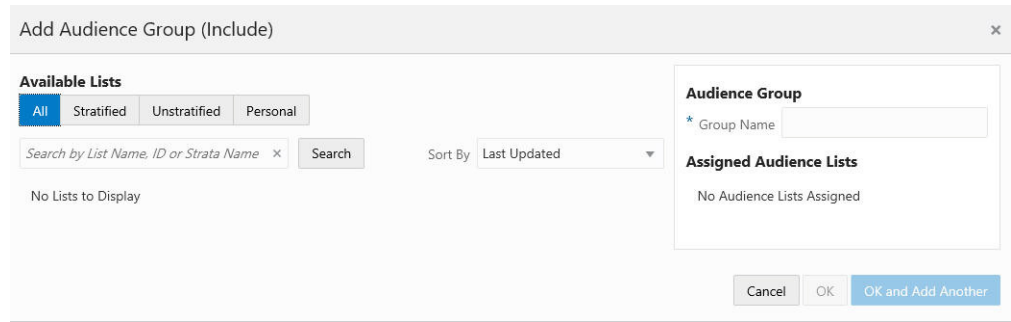 Add Audience Group (Include) ×
Available Lists
All Stratified Unstratified Personal
Search by List Name, ID or Strata Name × Search Sort By Last Updated
No Lists to Display
Audience Group
* Group Name
Assigned Audience Lists
No Audience Lists Assigned
Cancel OK OK and Add Another